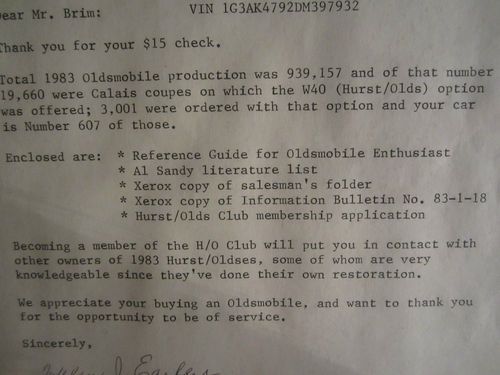 Dear Mr. Brim: VIN 1G3AK4792DM397932
Thank you for your $15 check.
Total 1983 Oldsmobile production was 939,157 and of that number
19,660 were Calais coupes on which the W40 (Hurst/Olds) option
was offered; 3,001 were ordered with that option and your car
is Number 607 of those.
Enclosed are: * Reference Guide for Oldsmobile Enthusiast
* Al Sandy literature list
* Xerox copy of salesman's folder
* Xerox copy of Information Bulletin No. 83-1-18
* Hurst/Olds Club membership application
Becoming a member of the H/O Club will put you in contact with
other owners of 1983 Hurst/Oldses, some of whom are very
knowledgeable since they've done their own restoration.
We appreciate your buying an Oldsmobile, and want to thank you
for the opportunity to be of service.
Sincerely,